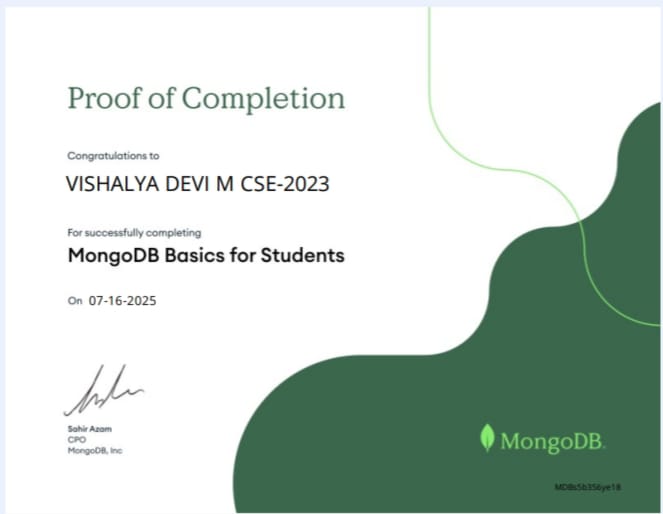 Proof of Completion
Congratulations to
VISHALYA DEVI M CSE-2023
For successfully completing
MongoDB Basics for Students
On 07-16-2025
Sahir Azam
CPO
MongoDB, Inc
MongoDB.
MDBs5b356ye18